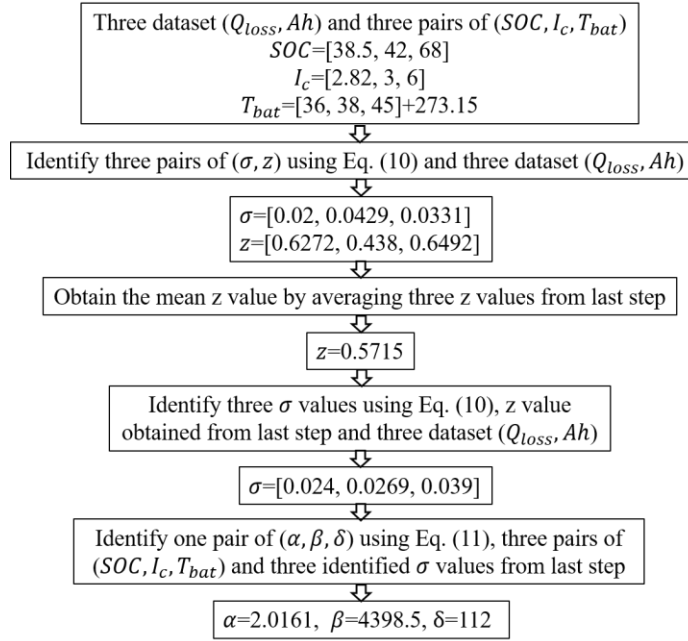 Three dataset (Q_loss, Ah) and three pairs of (SOC, I_c, T_bat)
SOC=[38.5, 42, 68]
I_c=[2.82, 3, 6]
T_bat=[36, 38, 45]+273.15
Identify three pairs of (σ, z) using Eq. (10) and three dataset (Q_loss, Ah)
σ=[0.02, 0.0429, 0.0331]
z=[0.6272, 0.438, 0.6492]
Obtain the mean z value by averaging three z values from last step
z=0.5715
Identify three σ values using Eq. (10), z value
obtained from last step and three dataset (Q_loss, Ah)
σ=[0.024, 0.0269, 0.039]
Identify one pair of (α, β, δ) using Eq. (11), three pairs of
(SOC, I_c, T_bat) and three identified σ values from last step
α=2.0161, β=4398.5, δ=112